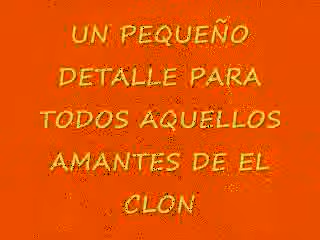 UN PEQUEÑO
DETALLE PARA
TODOS AQUELLOS
AMANTES DE EL
CLON